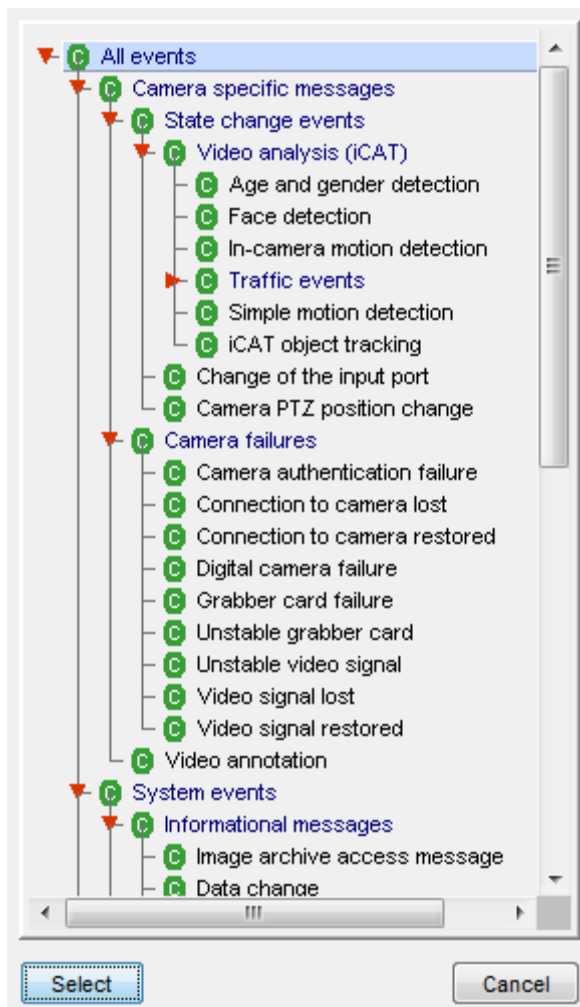 All events
Camera specific messages
State change events
Video analysis (iCAT)
Age and gender detection
Face detection
In-camera motion detection
Traffic events
Simple motion detection
iCAT object tracking
Change of the input port
Camera PTZ position change
Camera failures
Camera authentication failure
Connection to camera lost
Connection to camera restored
Digital camera failure
Grabber card failure
Unstable grabber card
Unstable video signal
Video signal lost
Video signal restored
Video annotation
System events
Informational messages
Image archive access message
Data change
Select Cancel